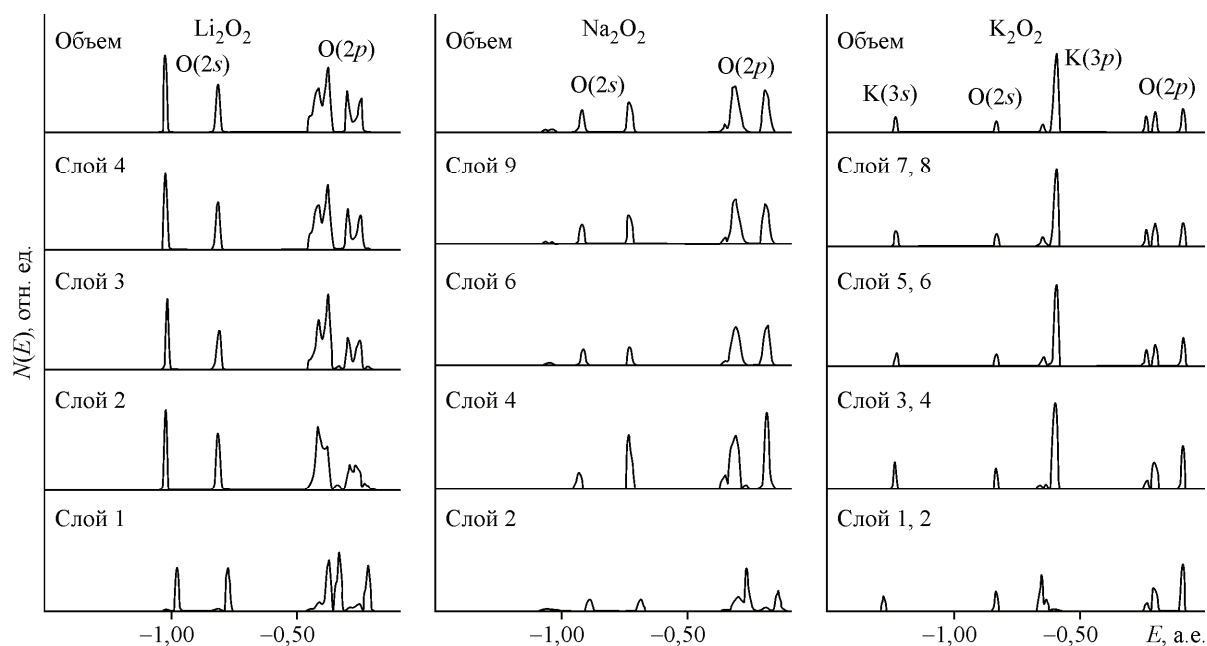 N(E), отн. ед.
Li₂O₂
Объем
O(2s)
O(2p)
Слой 4
Слой 3
Слой 2
Слой 1
–1,00 –0,50
Na₂O₂
Объем
O(2s)
O(2p)
Слой 9
Слой 6
Слой 4
Слой 2
–1,00 –0,50
K₂O₂
Объем
K(3s)
O(2s)
K(3p)
O(2p)
Слой 7, 8
Слой 5, 6
Слой 3, 4
Слой 1, 2
–1,00 –0,50 E, а.е.